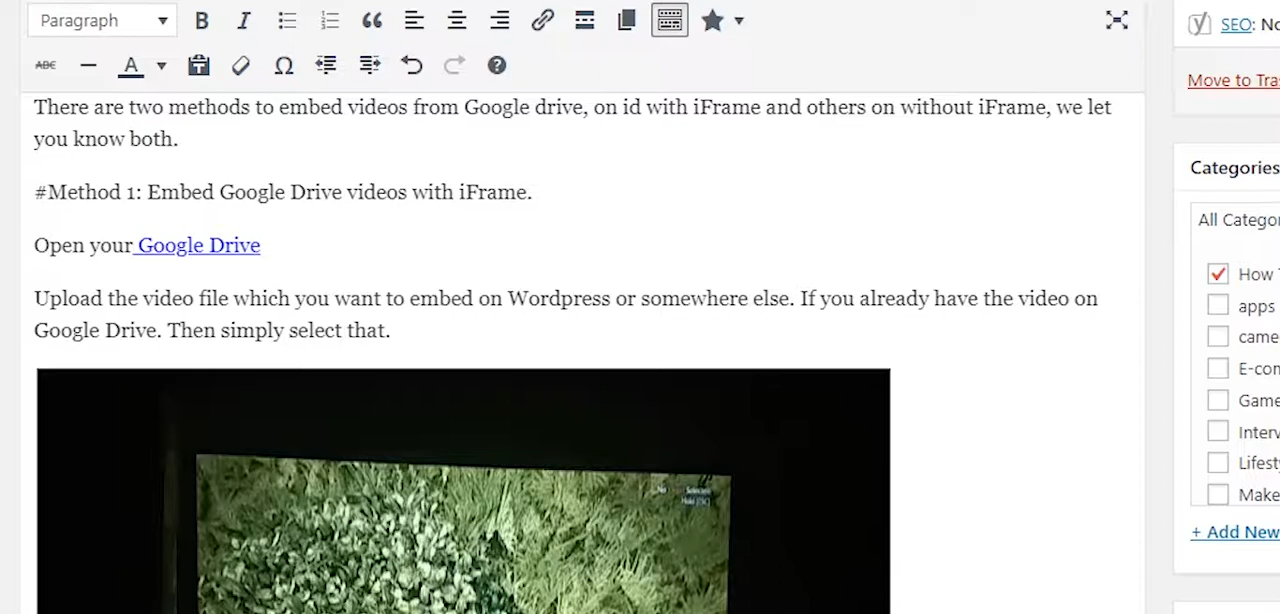 Paragraph
B I
ABC A Ω
SEO: No
Move to Tra
There are two methods to embed videos from Google drive, on id with iFrame and others on without iFrame, we let
you know both.
#Method 1: Embed Google Drive videos with iFrame.
Open your Google Drive
Upload the video file which you want to embed on Wordpress or somewhere else. If you already have the video on
Google Drive. Then simply select that.
Categories
All Catego
How T
apps
came
E-com
Game
Interv
Lifest
Make
+ Add New